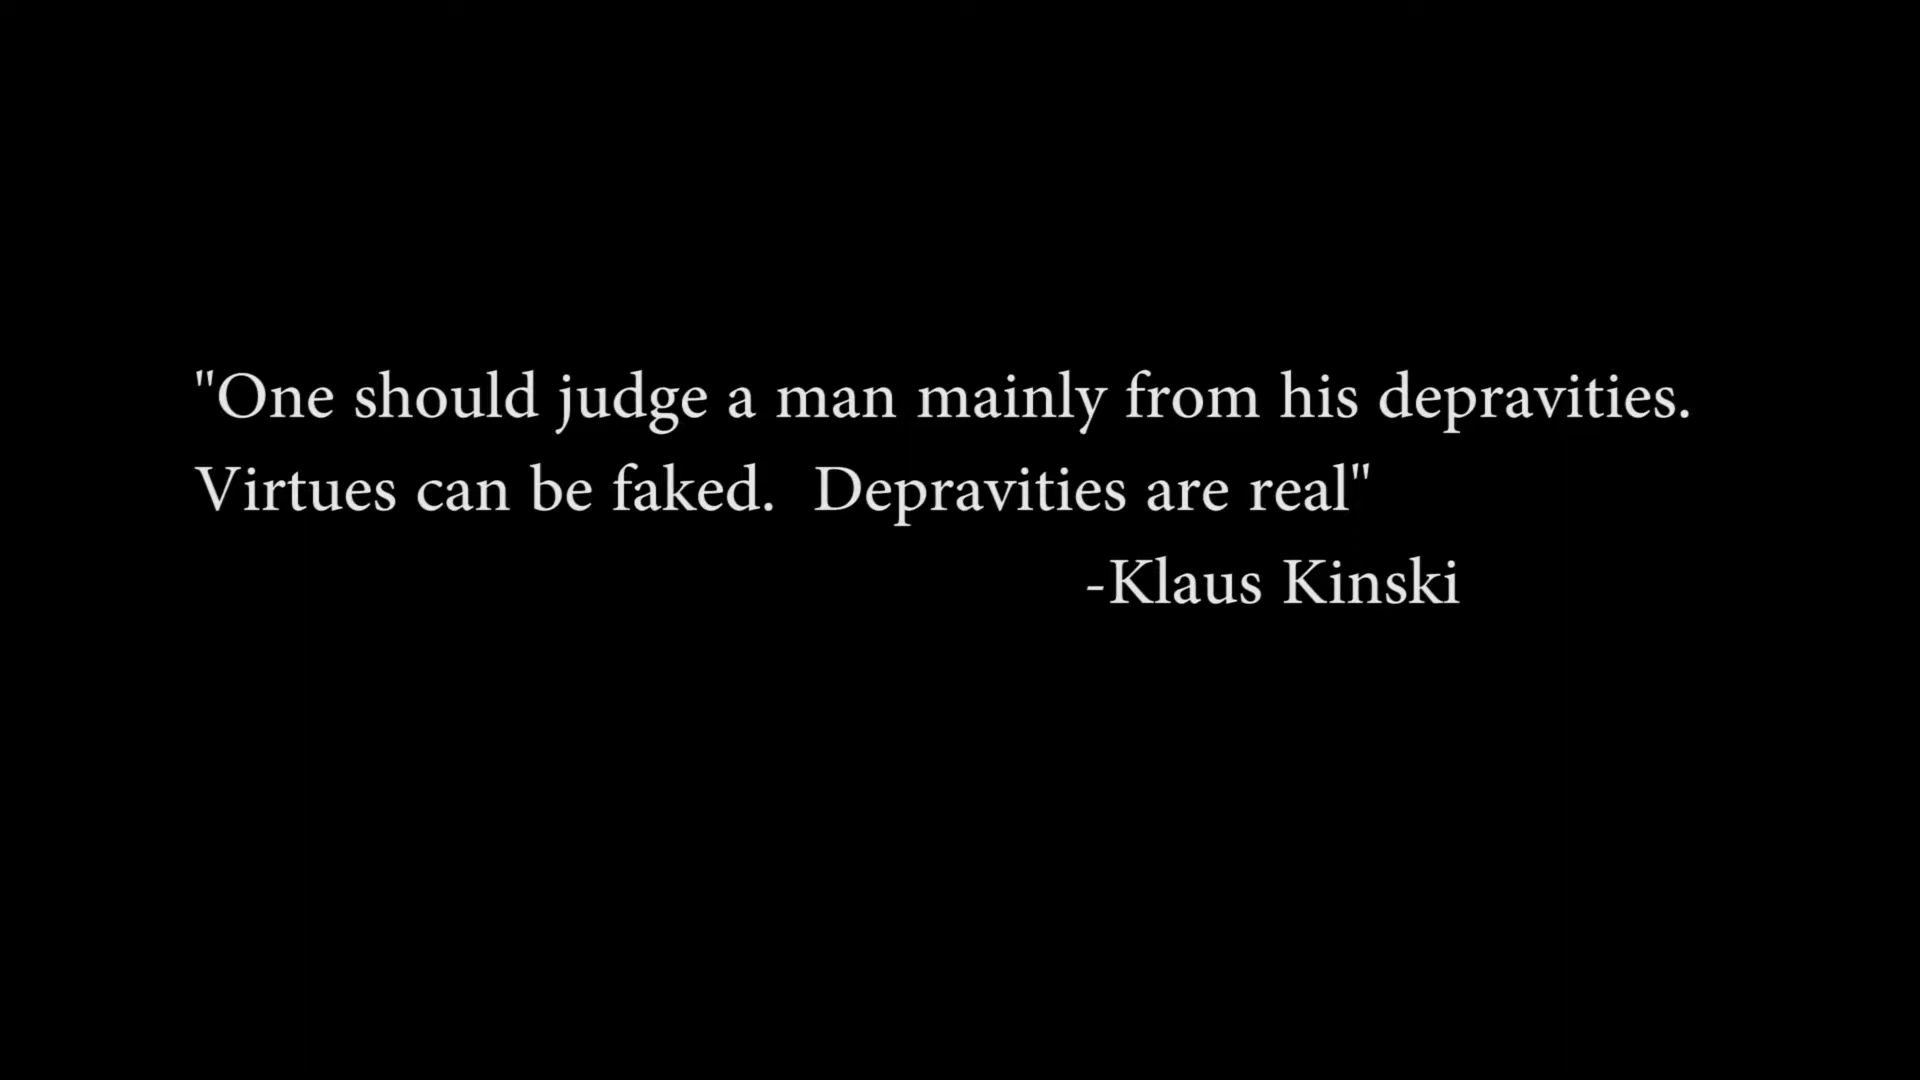 "One should judge a man mainly from his depravities.
Virtues can be faked.  Depravities are real"
-Klaus Kinski